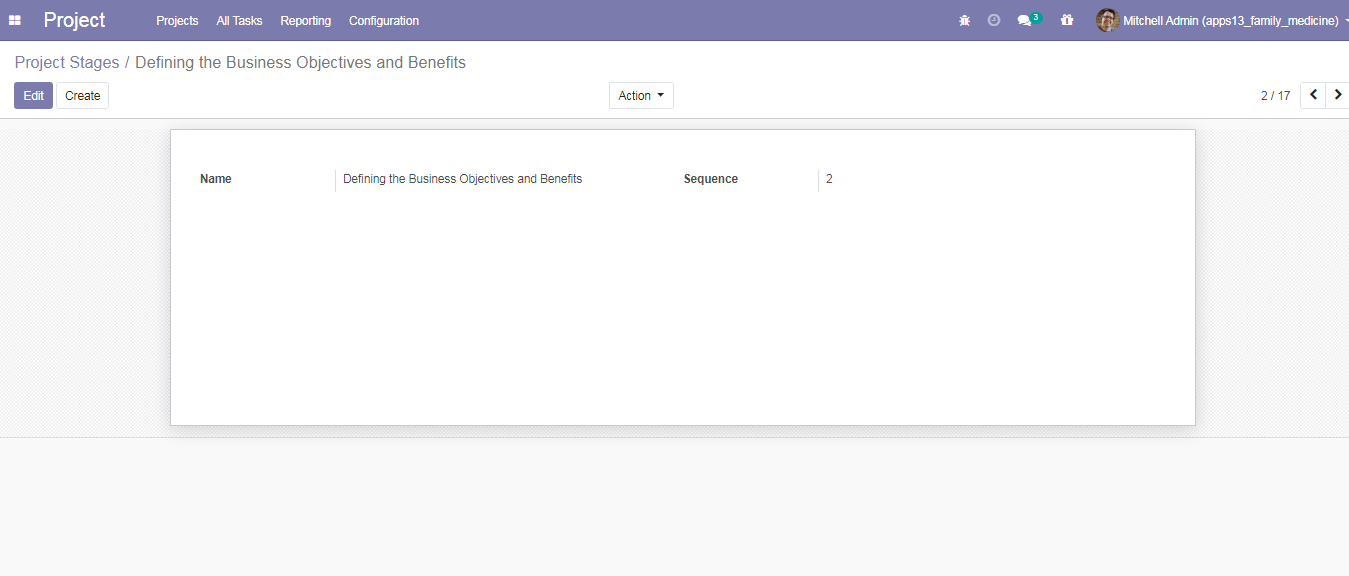 Project Projects All Tasks Reporting Configuration 3 Mitchell Admin (apps13_family_medicine)
Project Stages / Defining the Business Objectives and Benefits
Edit Create Action 2 / 17
Name Defining the Business Objectives and Benefits Sequence 2